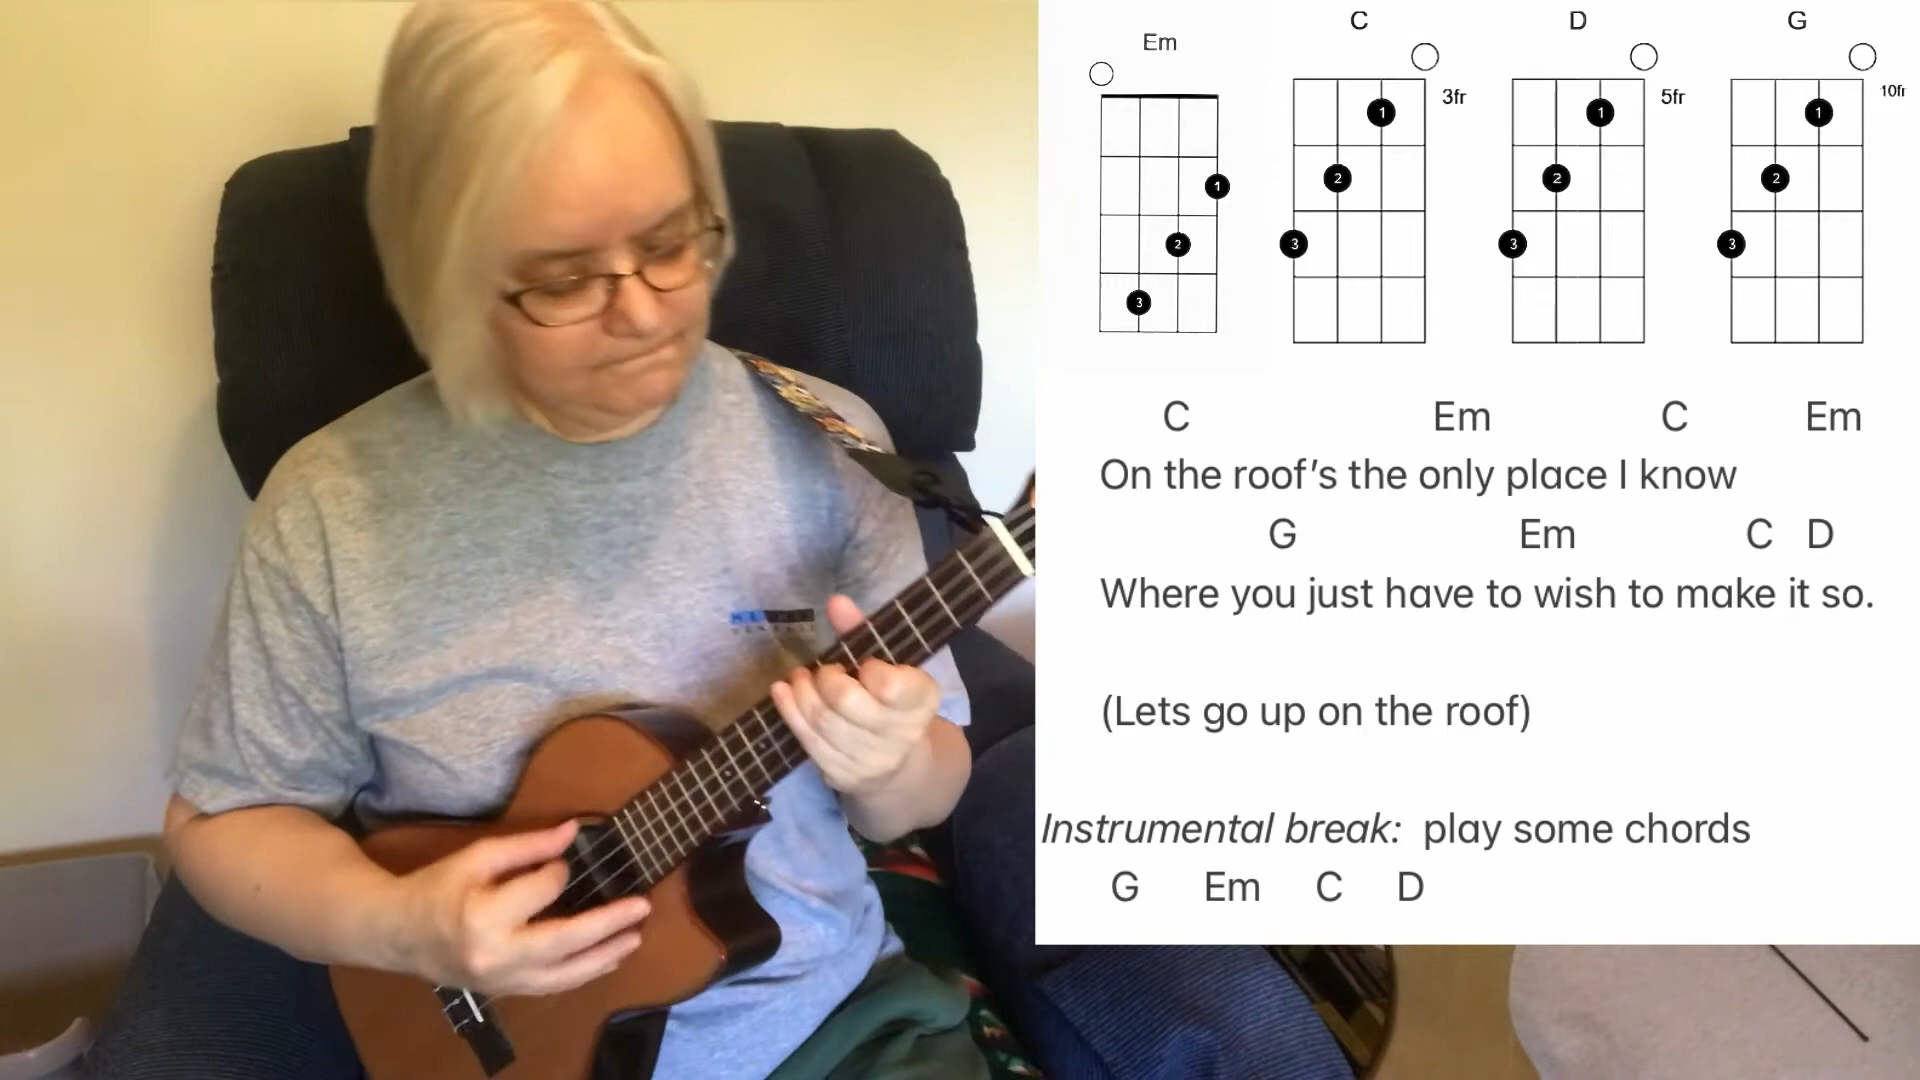 Em C D G
3fr 5fr 10fr
1 1 1 1
2 2 2 2
3 3 3 3
C Em C Em
On the roof’s the only place I know
G Em C D
Where you just have to wish to make it so.
(Lets go up on the roof)
Instrumental break: play some chords
G Em C D